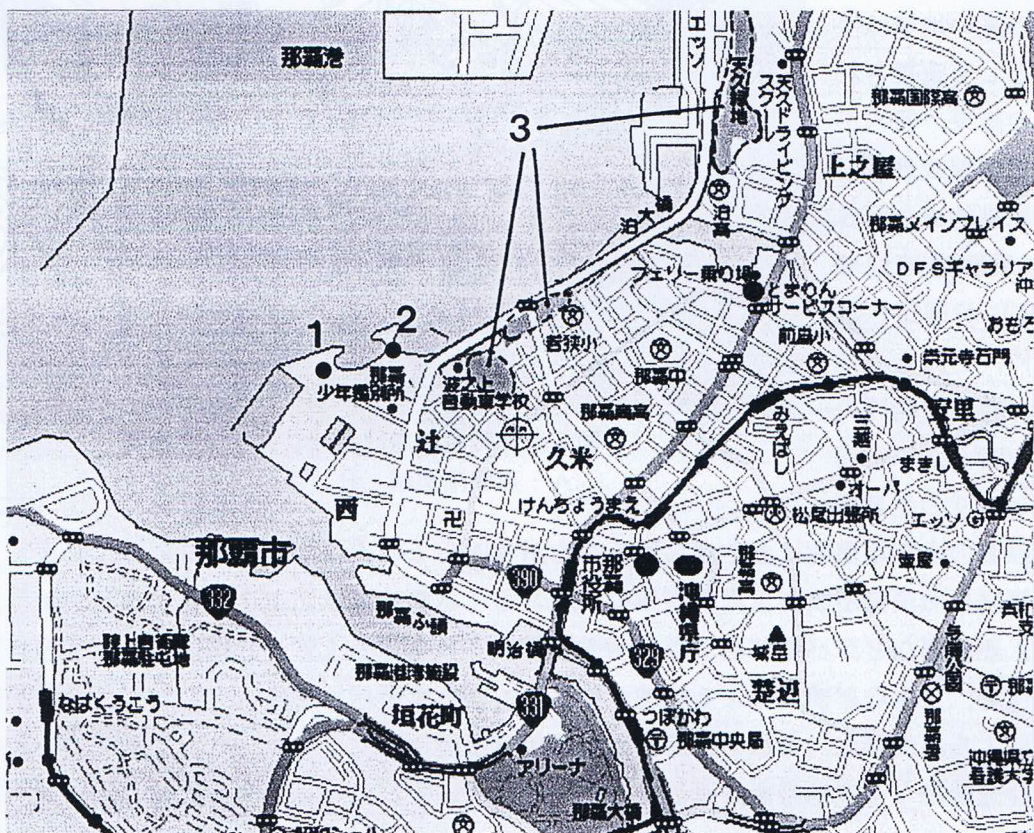 那覇港
エッソ
天久緑地
天久ドライビング
スクール
那覇国際高
3
上之屋
泊大橋
泊高
那覇メインプレイス
フェリー乗り場
とまりん
サービスコーナー
DFSギャラリア
沖
おもろ
1
2
若狭小
前島小
崇元寺石門
那覇
少年鑑別所
波之上
自動車学校
那覇中
那覇商高
みえばし
三越
安里
辻
久米
まきし
オーパ
西
卍
けんちょうまえ
松尾出張所
エッソ
那覇市
390
那覇
市役所
沖縄県庁
那覇高
壺屋
332
那覇ふ頭
陸上自衛隊
那覇駐屯地
明治橋
329
城岳
那覇港湾施設
楚辺
なはくうこう
垣花町
331
つぼがわ
那覇中央局
那覇署
アリーナ
沖縄県立
看護大学
那覇大橋